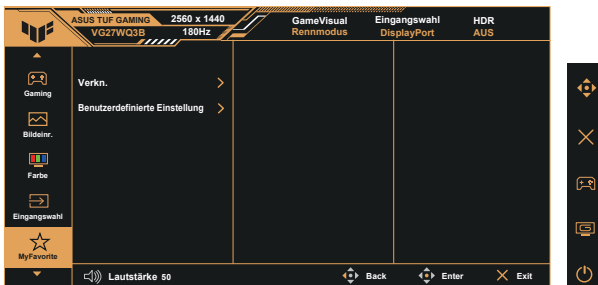 ASUS TUF GAMING 2560 x 1440 GameVisual Eingangswahl HDR
VG27WQ3B 180Hz Rennmodus DisplayPort AUS
Gaming
Verkn.
Benutzerdefinierte Einstellung
Bildeinr.
Farbe
Eingangswahl
MyFavorite
Lautstärke 50 Back Enter Exit